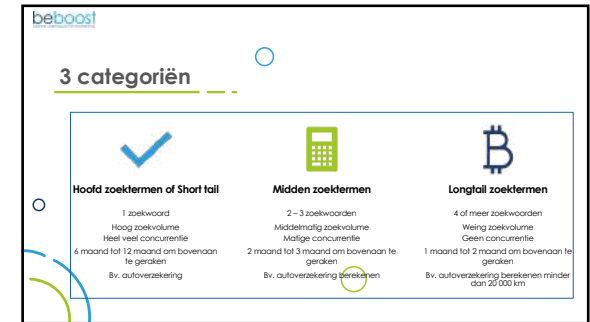 beboost
3 categoriën
Hoofd zoektermen of Short tail
1 zoekwoord
Hoog zoekvolume
Heel veel concurrentie
6 maand tot 12 maand om bovenaan
te geraken
Bv. autoverzekering
Midden zoektermen
2 – 3 zoekwoorden
Middelmatig zoekvolume
Matige concurrentie
2 maand tot 3 maand om bovenaan te
geraken
Bv. autoverzekering berekenen
Longtail zoektermen
4 of meer zoekwoorden
Weing zoekvolume
Geen concurrentie
1 maand tot 2 maand om bovenaan te
geraken
Bv. autoverzekering berekenen minder
dan 20 000 km